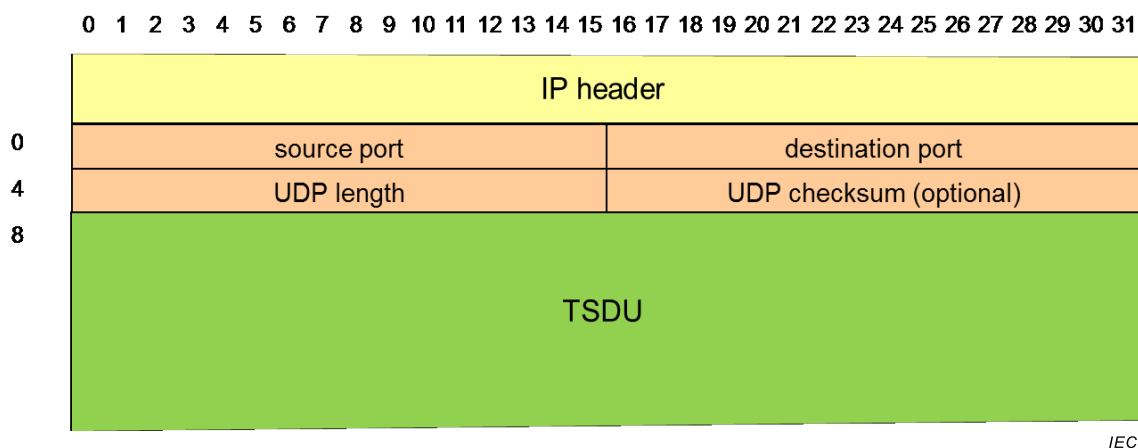 0 1 2 3 4 5 6 7 8 9 10 11 12 13 14 15 16 17 18 19 20 21 22 23 24 25 26 27 28 29 30 31
IP header
0 source port destination port
4 UDP length UDP checksum (optional)
8
TSDU
IEC